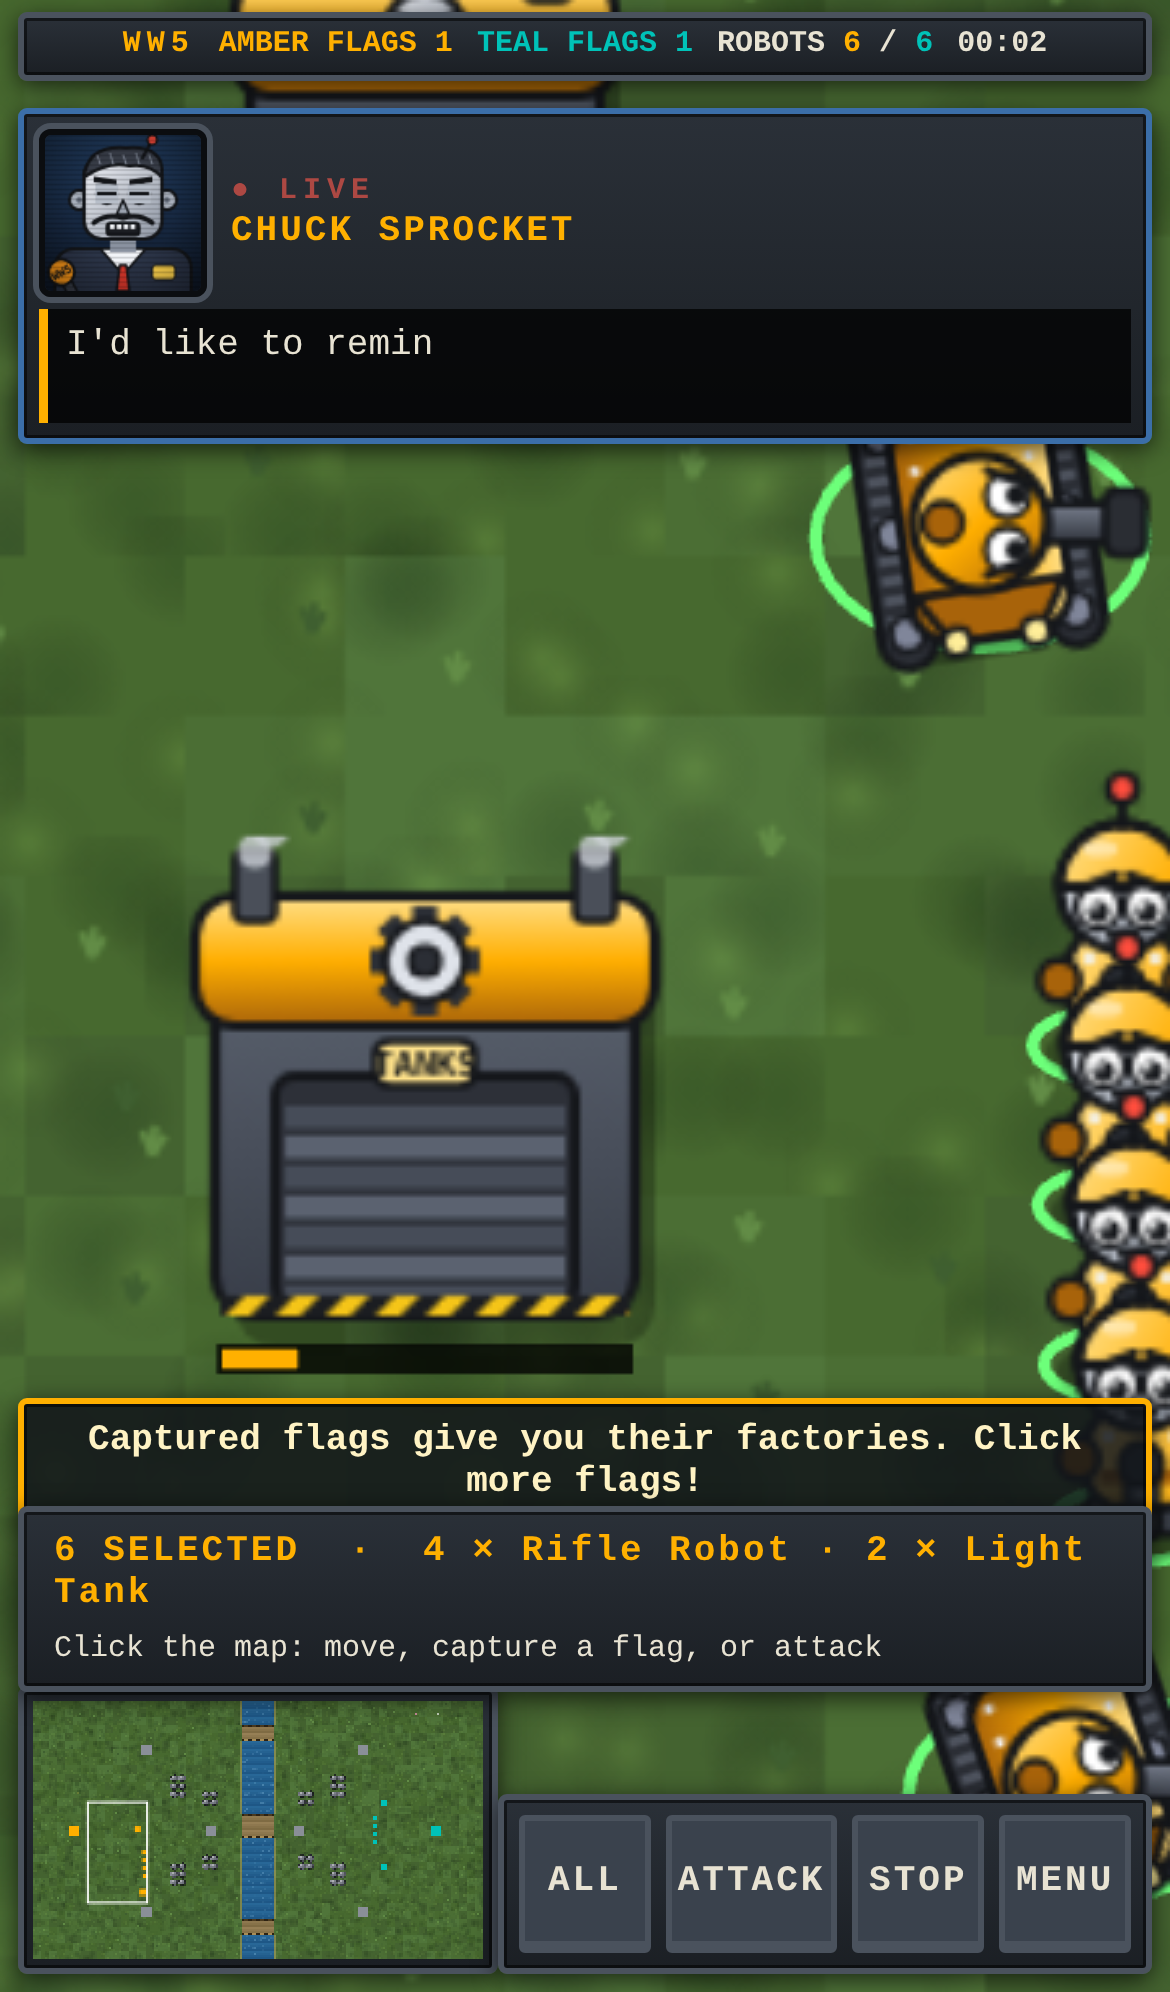 WW5 AMBER FLAGS 1 TEAL FLAGS 1 ROBOTS 6 / 6 00:02
● LIVE
CHUCK SPROCKET
I'd like to remin
TANKS
Captured flags give you their factories. Click
more flags!
6 SELECTED · 4 × Rifle Robot · 2 × Light
Tank
Click the map: move, capture a flag, or attack
ALL ATTACK STOP MENU